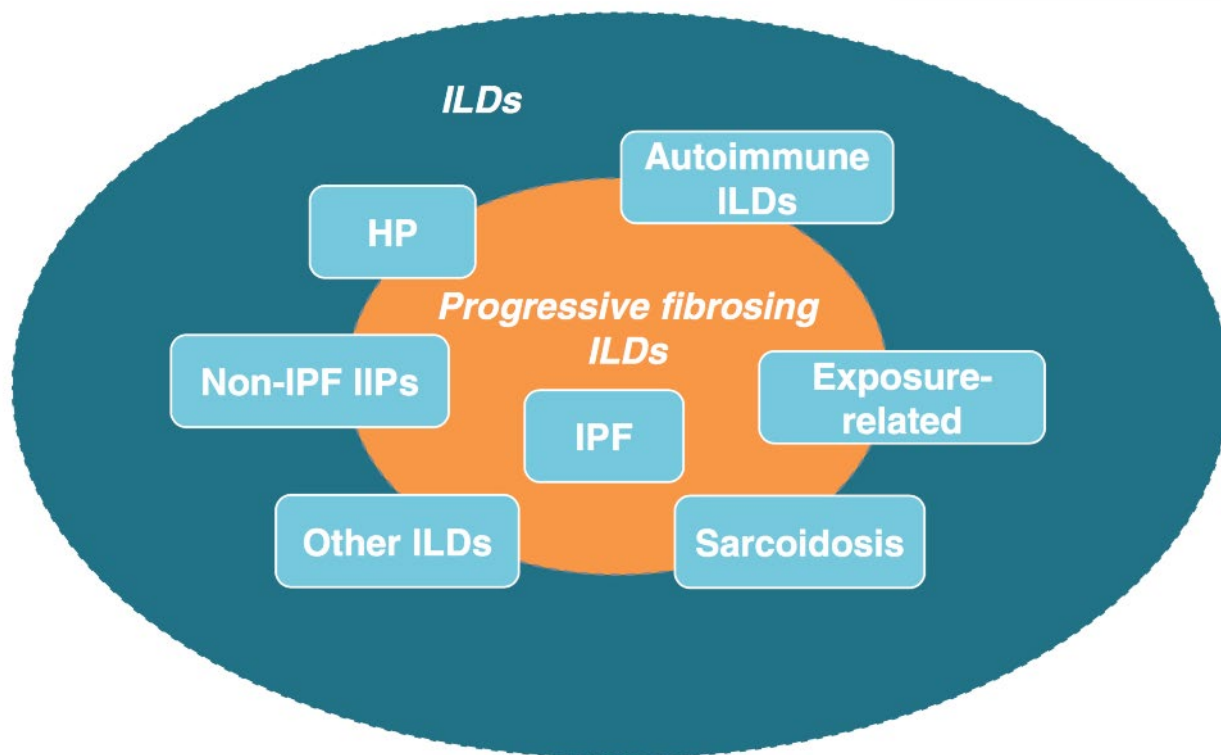 ILDs
Autoimmune
ILDs
HP
Progressive fibrosing
ILDs
Non-IPF IIPs
IPF
Exposure-
related
Other ILDs
Sarcoidosis